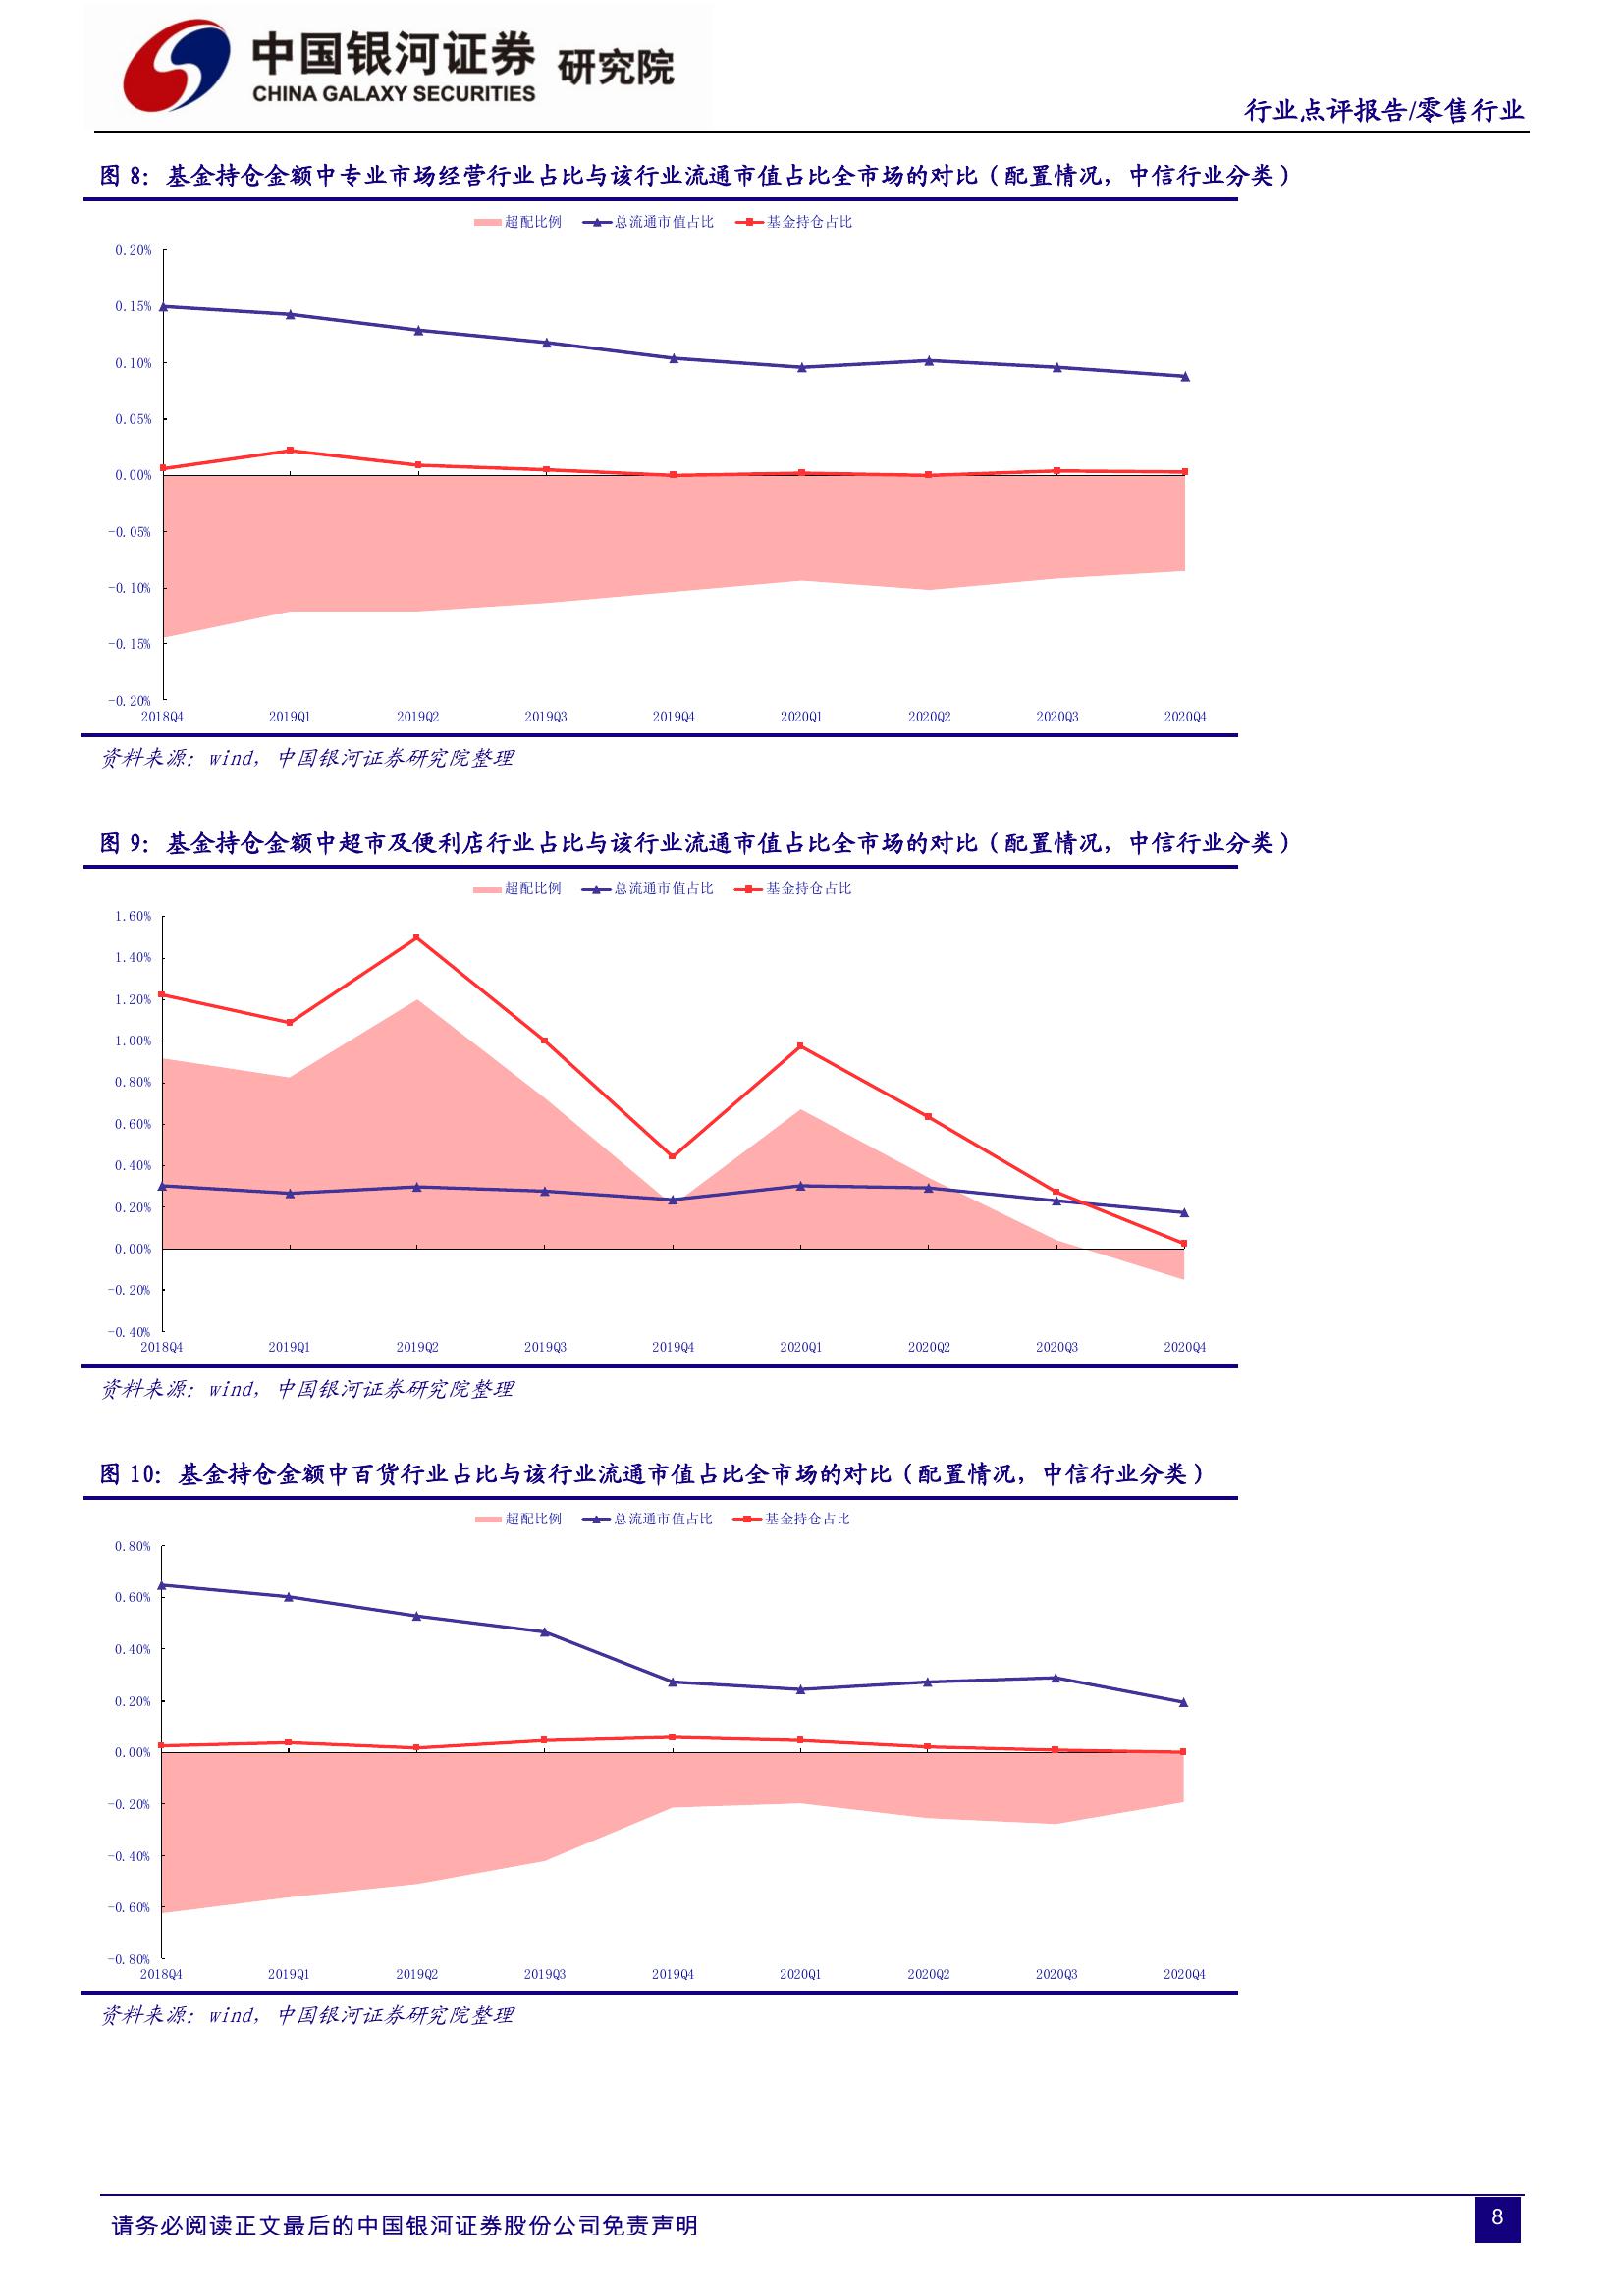 中国银河证券 研究院
CHINA GALAXY SECURITIES
行业点评报告/零售行业
图 8：基金持仓金额中专业市场经营行业占比与该行业流通市值占比全市场的对比（配置情况，中信行业分类）
超配比例 总流通市值占比 基金持仓占比
0.20%
0.15%
0.10%
0.05%
0.00%
-0.05%
-0.10%
-0.15%
-0.20%
2018Q4 2019Q1 2019Q2 2019Q3 2019Q4 2020Q1 2020Q2 2020Q3 2020Q4
资料来源：wind，中国银河证券研究院整理
图 9：基金持仓金额中超市及便利店行业占比与该行业流通市值占比全市场的对比（配置情况，中信行业分类）
超配比例 总流通市值占比 基金持仓占比
1.60%
1.40%
1.20%
1.00%
0.80%
0.60%
0.40%
0.20%
0.00%
-0.20%
-0.40%
2018Q4 2019Q1 2019Q2 2019Q3 2019Q4 2020Q1 2020Q2 2020Q3 2020Q4
资料来源：wind，中国银河证券研究院整理
图 10：基金持仓金额中百货行业占比与该行业流通市值占比全市场的对比（配置情况，中信行业分类）
超配比例 总流通市值占比 基金持仓占比
0.80%
0.60%
0.40%
0.20%
0.00%
-0.20%
-0.40%
-0.60%
-0.80%
2018Q4 2019Q1 2019Q2 2019Q3 2019Q4 2020Q1 2020Q2 2020Q3 2020Q4
资料来源：wind，中国银河证券研究院整理
请务必阅读正文最后的中国银河证券股份公司免责声明
8